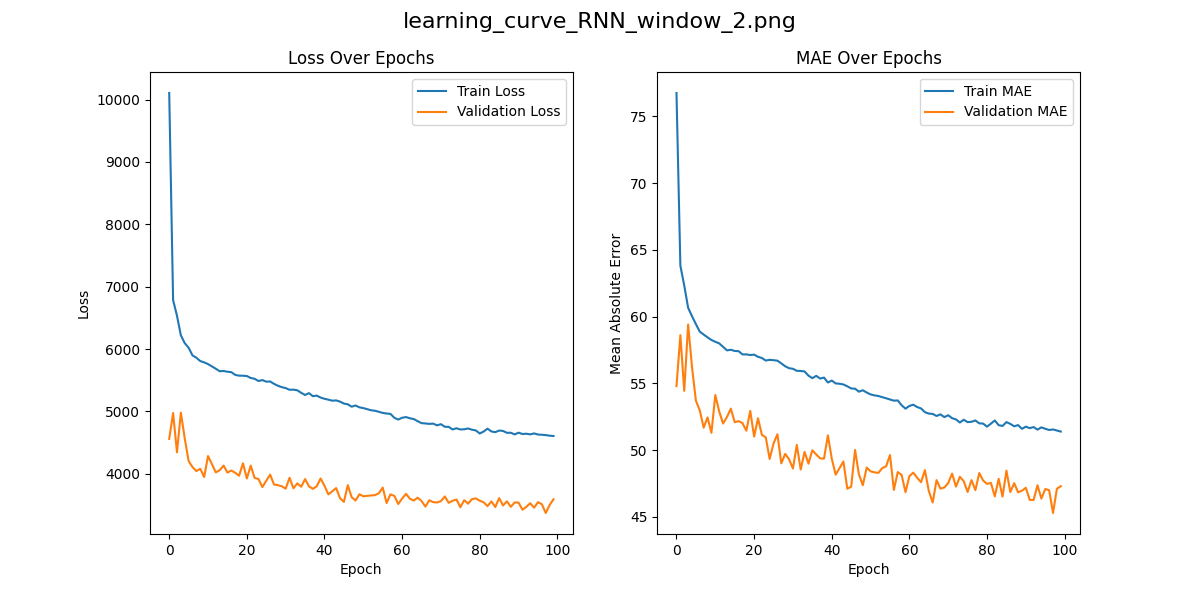 learning_curve_RNN_window_2.png
Loss Over Epochs
Train Loss
Validation Loss
10000
9000
8000
7000
6000
5000
4000
Loss
0 20 40 60 80 100
Epoch
MAE Over Epochs
Train MAE
Validation MAE
75
70
65
60
55
50
45
Mean Absolute Error
0 20 40 60 80 100
Epoch